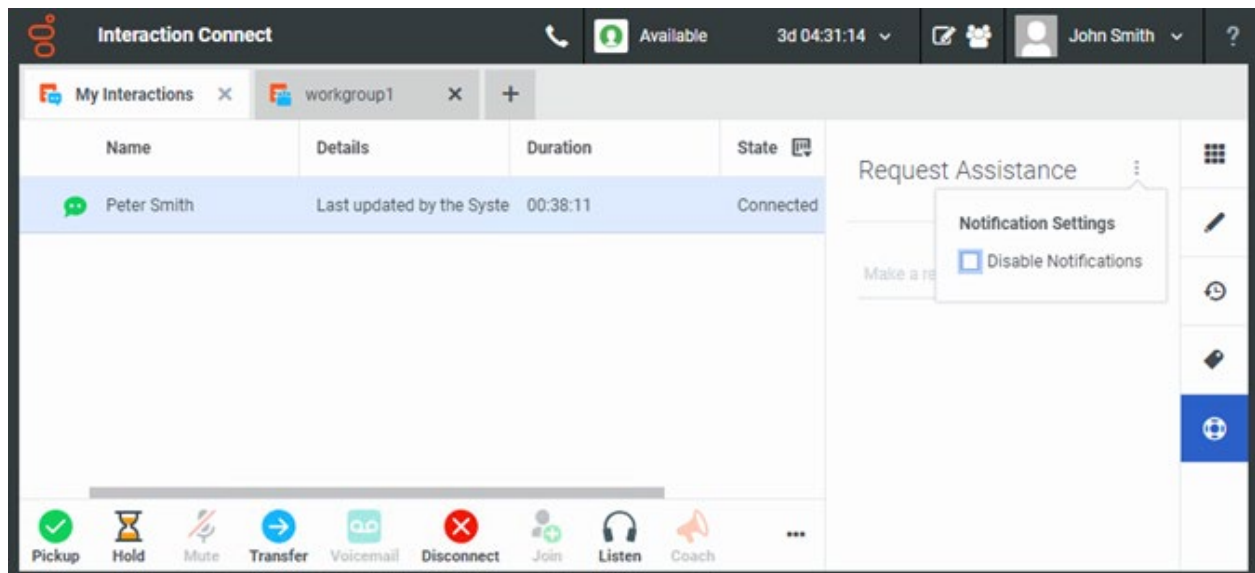 Interaction Connect
Available
3d 04:31:14
John Smith
?
My Interactions
workgroup1
Name
Details
Duration
State
Request Assistance
Peter Smith
Last updated by the Syste
00:38:11
Connected
Notification Settings
Disable Notifications
Make a re
Pickup
Hold
Mute
Transfer
Voicemail
Disconnect
Join
Listen
Coach